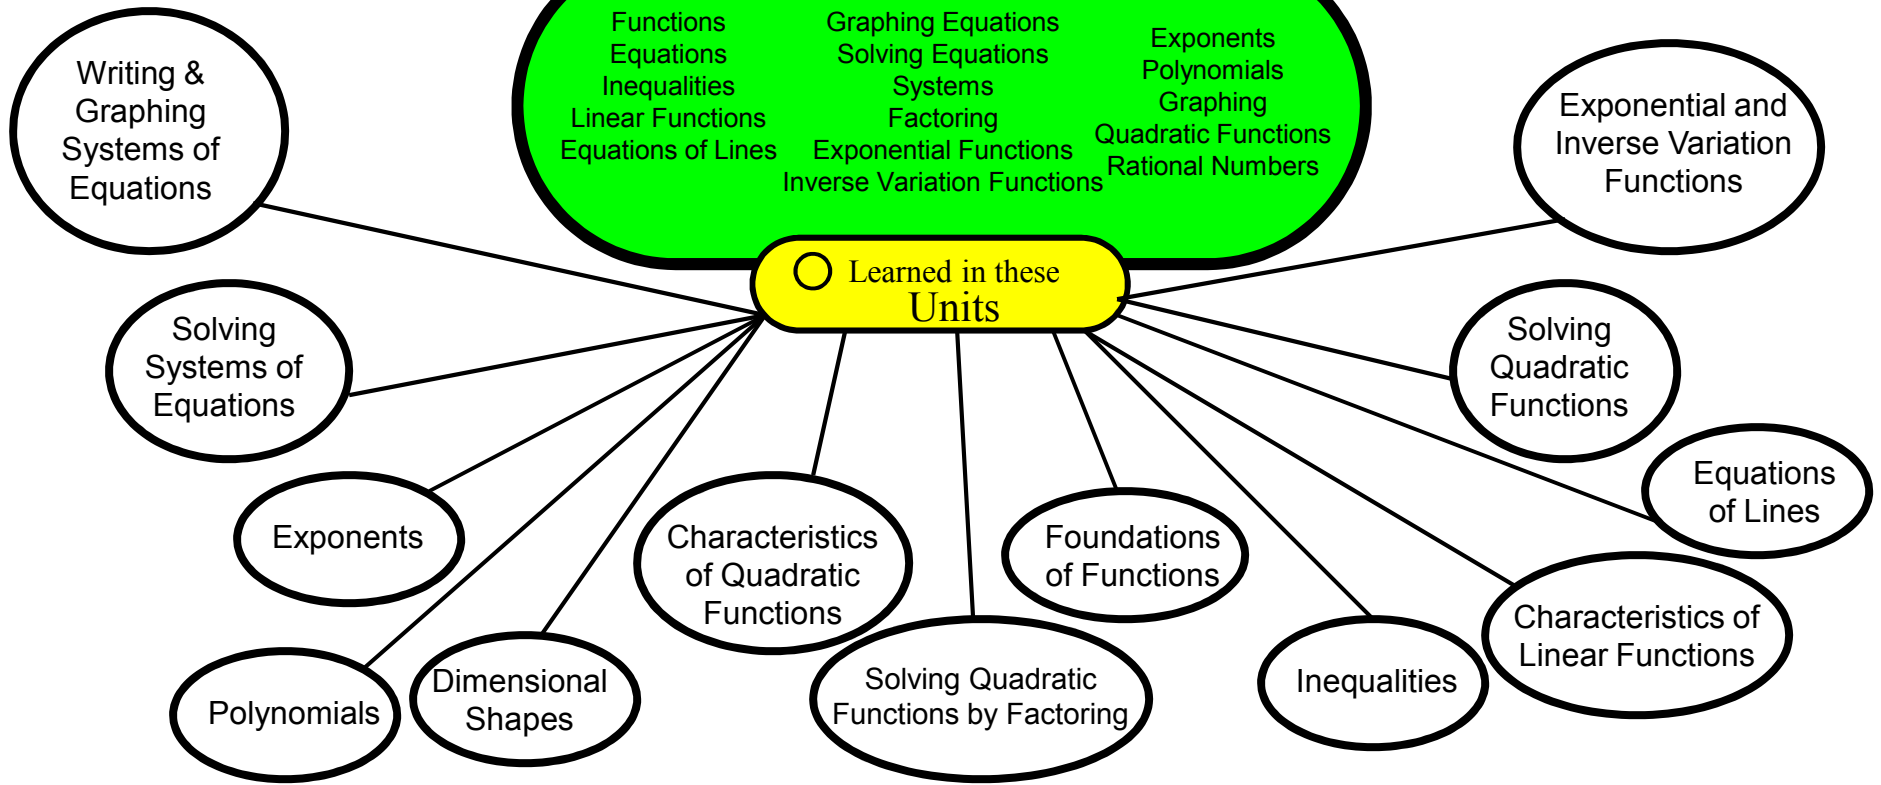 Functions
Equations
Inequalities
Linear Functions
Equations of Lines
Graphing Equations
Solving Equations
Systems
Factoring
Exponential Functions
Inverse Variation Functions
Exponents
Polynomials
Graphing
Quadratic Functions
Rational Numbers
Learned in these
Units
Writing &
Graphing
Systems of
Equations
Solving
Systems of
Equations
Exponents
Polynomials
Dimensional
Shapes
Characteristics
of Quadratic
Functions
Solving Quadratic
Functions by Factoring
Foundations
of Functions
Inequalities
Characteristics of
Linear Functions
Equations
of Lines
Solving
Quadratic
Functions
Exponential and
Inverse Variation
Functions